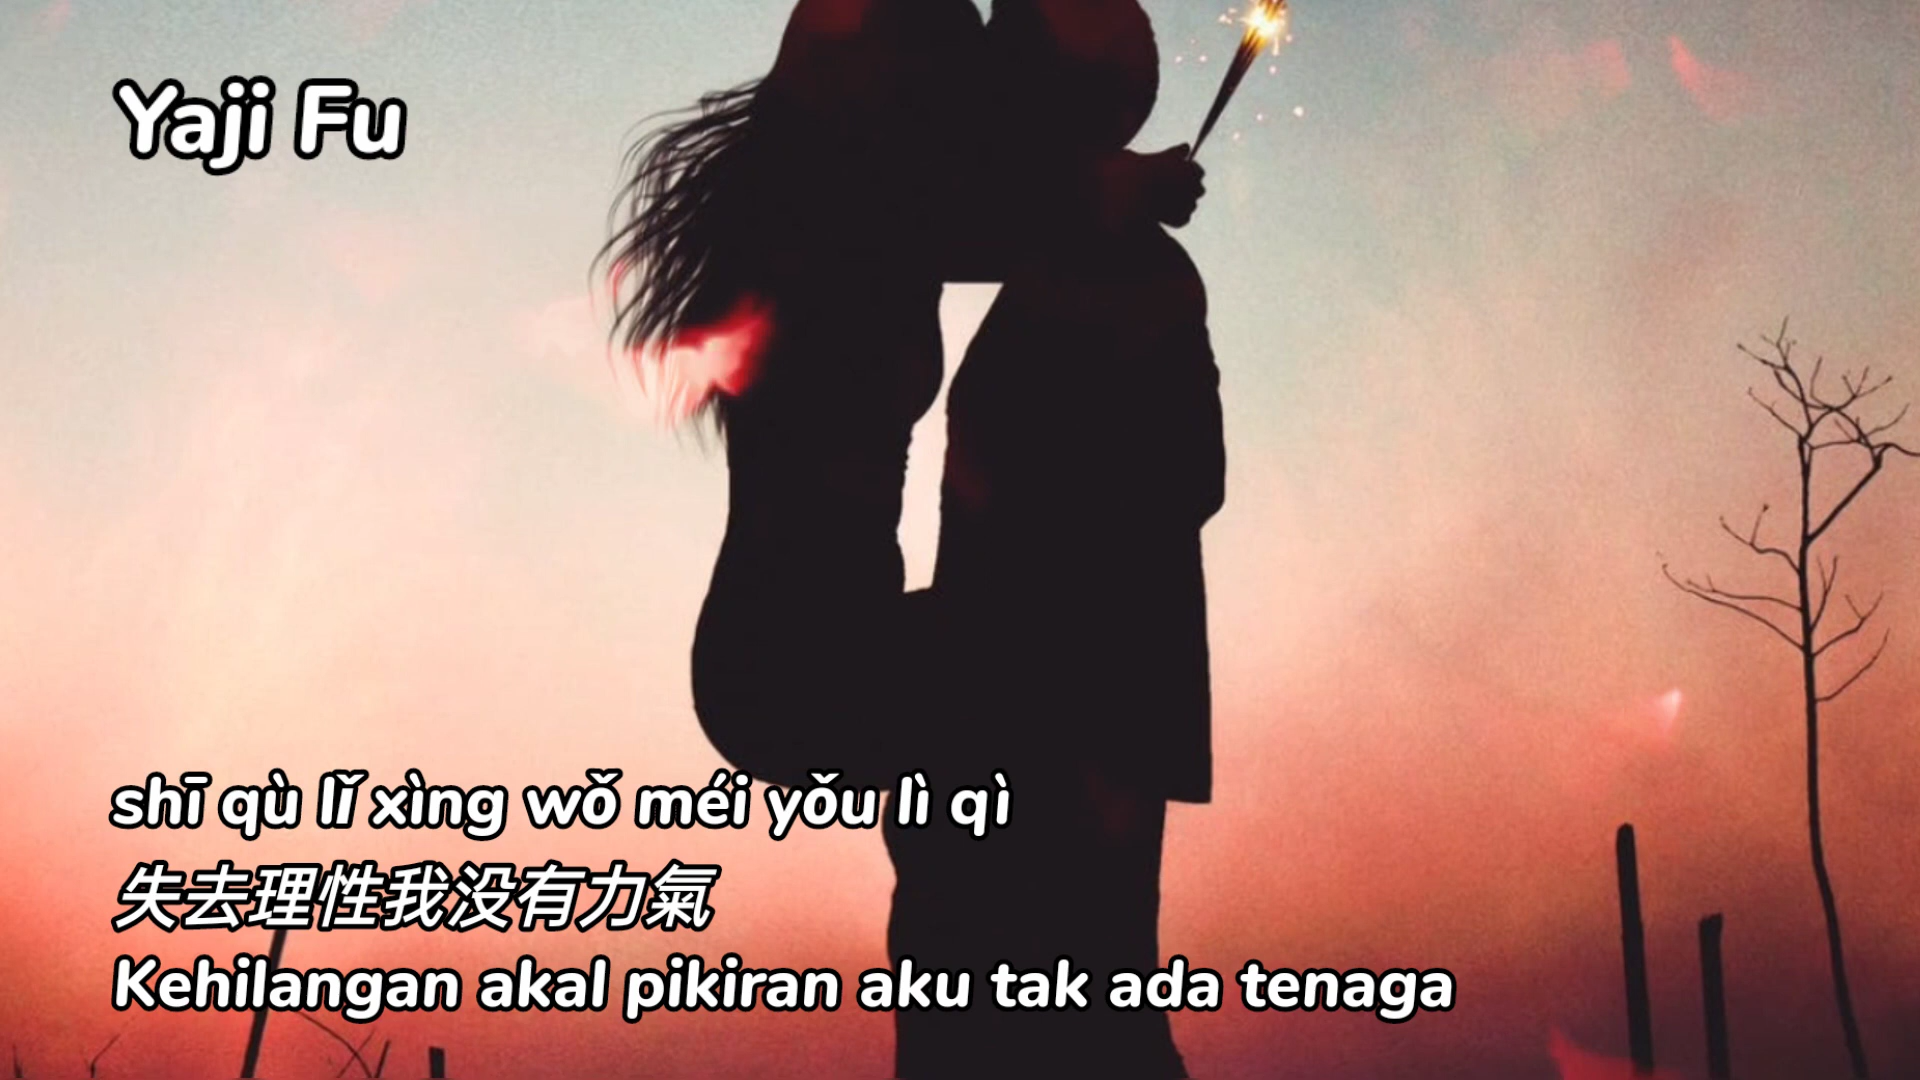 Yaji Fu
shī qù lǐ xìng wǒ méi yǒu lì qì
失去理性我没有力氣
Kehilangan akal pikiran aku tak ada tenaga